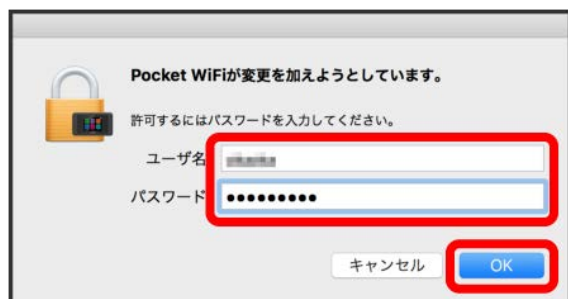 Pocket WiFiが変更を加えようとしています。
許可するにはパスワードを入力してください。
ユーザ名
パスワード ●●●●●●●●●
キャンセル OK